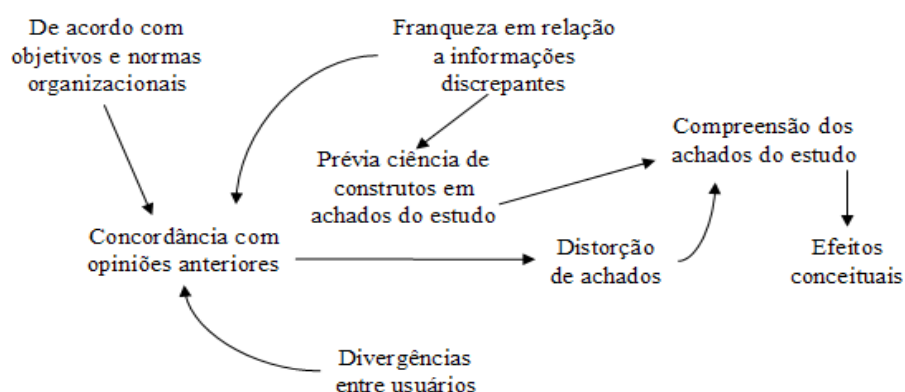 De acordo com
objetivos e normas
organizacionais
Franqueza em relação
a informações
discrepantes
Compreensão dos
achados do estudo
Prévia ciência de
construtos em
achados do estudo
Concordância com
opiniões anteriores
Distorção
de achados
Efeitos
conceituais
Divergências
entre usuários